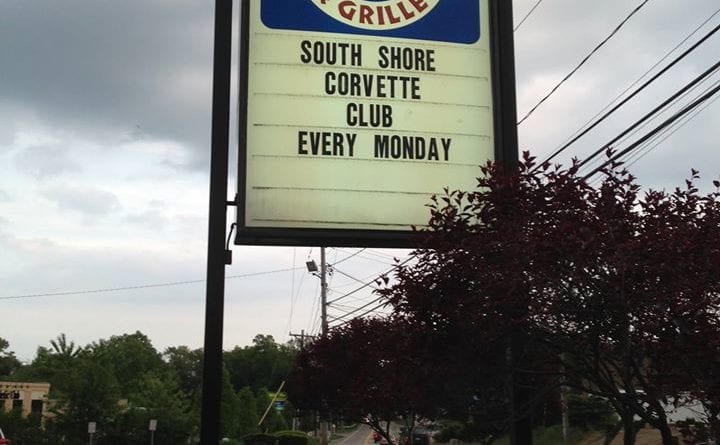 GRILLE
SOUTH SHORE
CORVETTE
CLUB
EVERY MONDAY